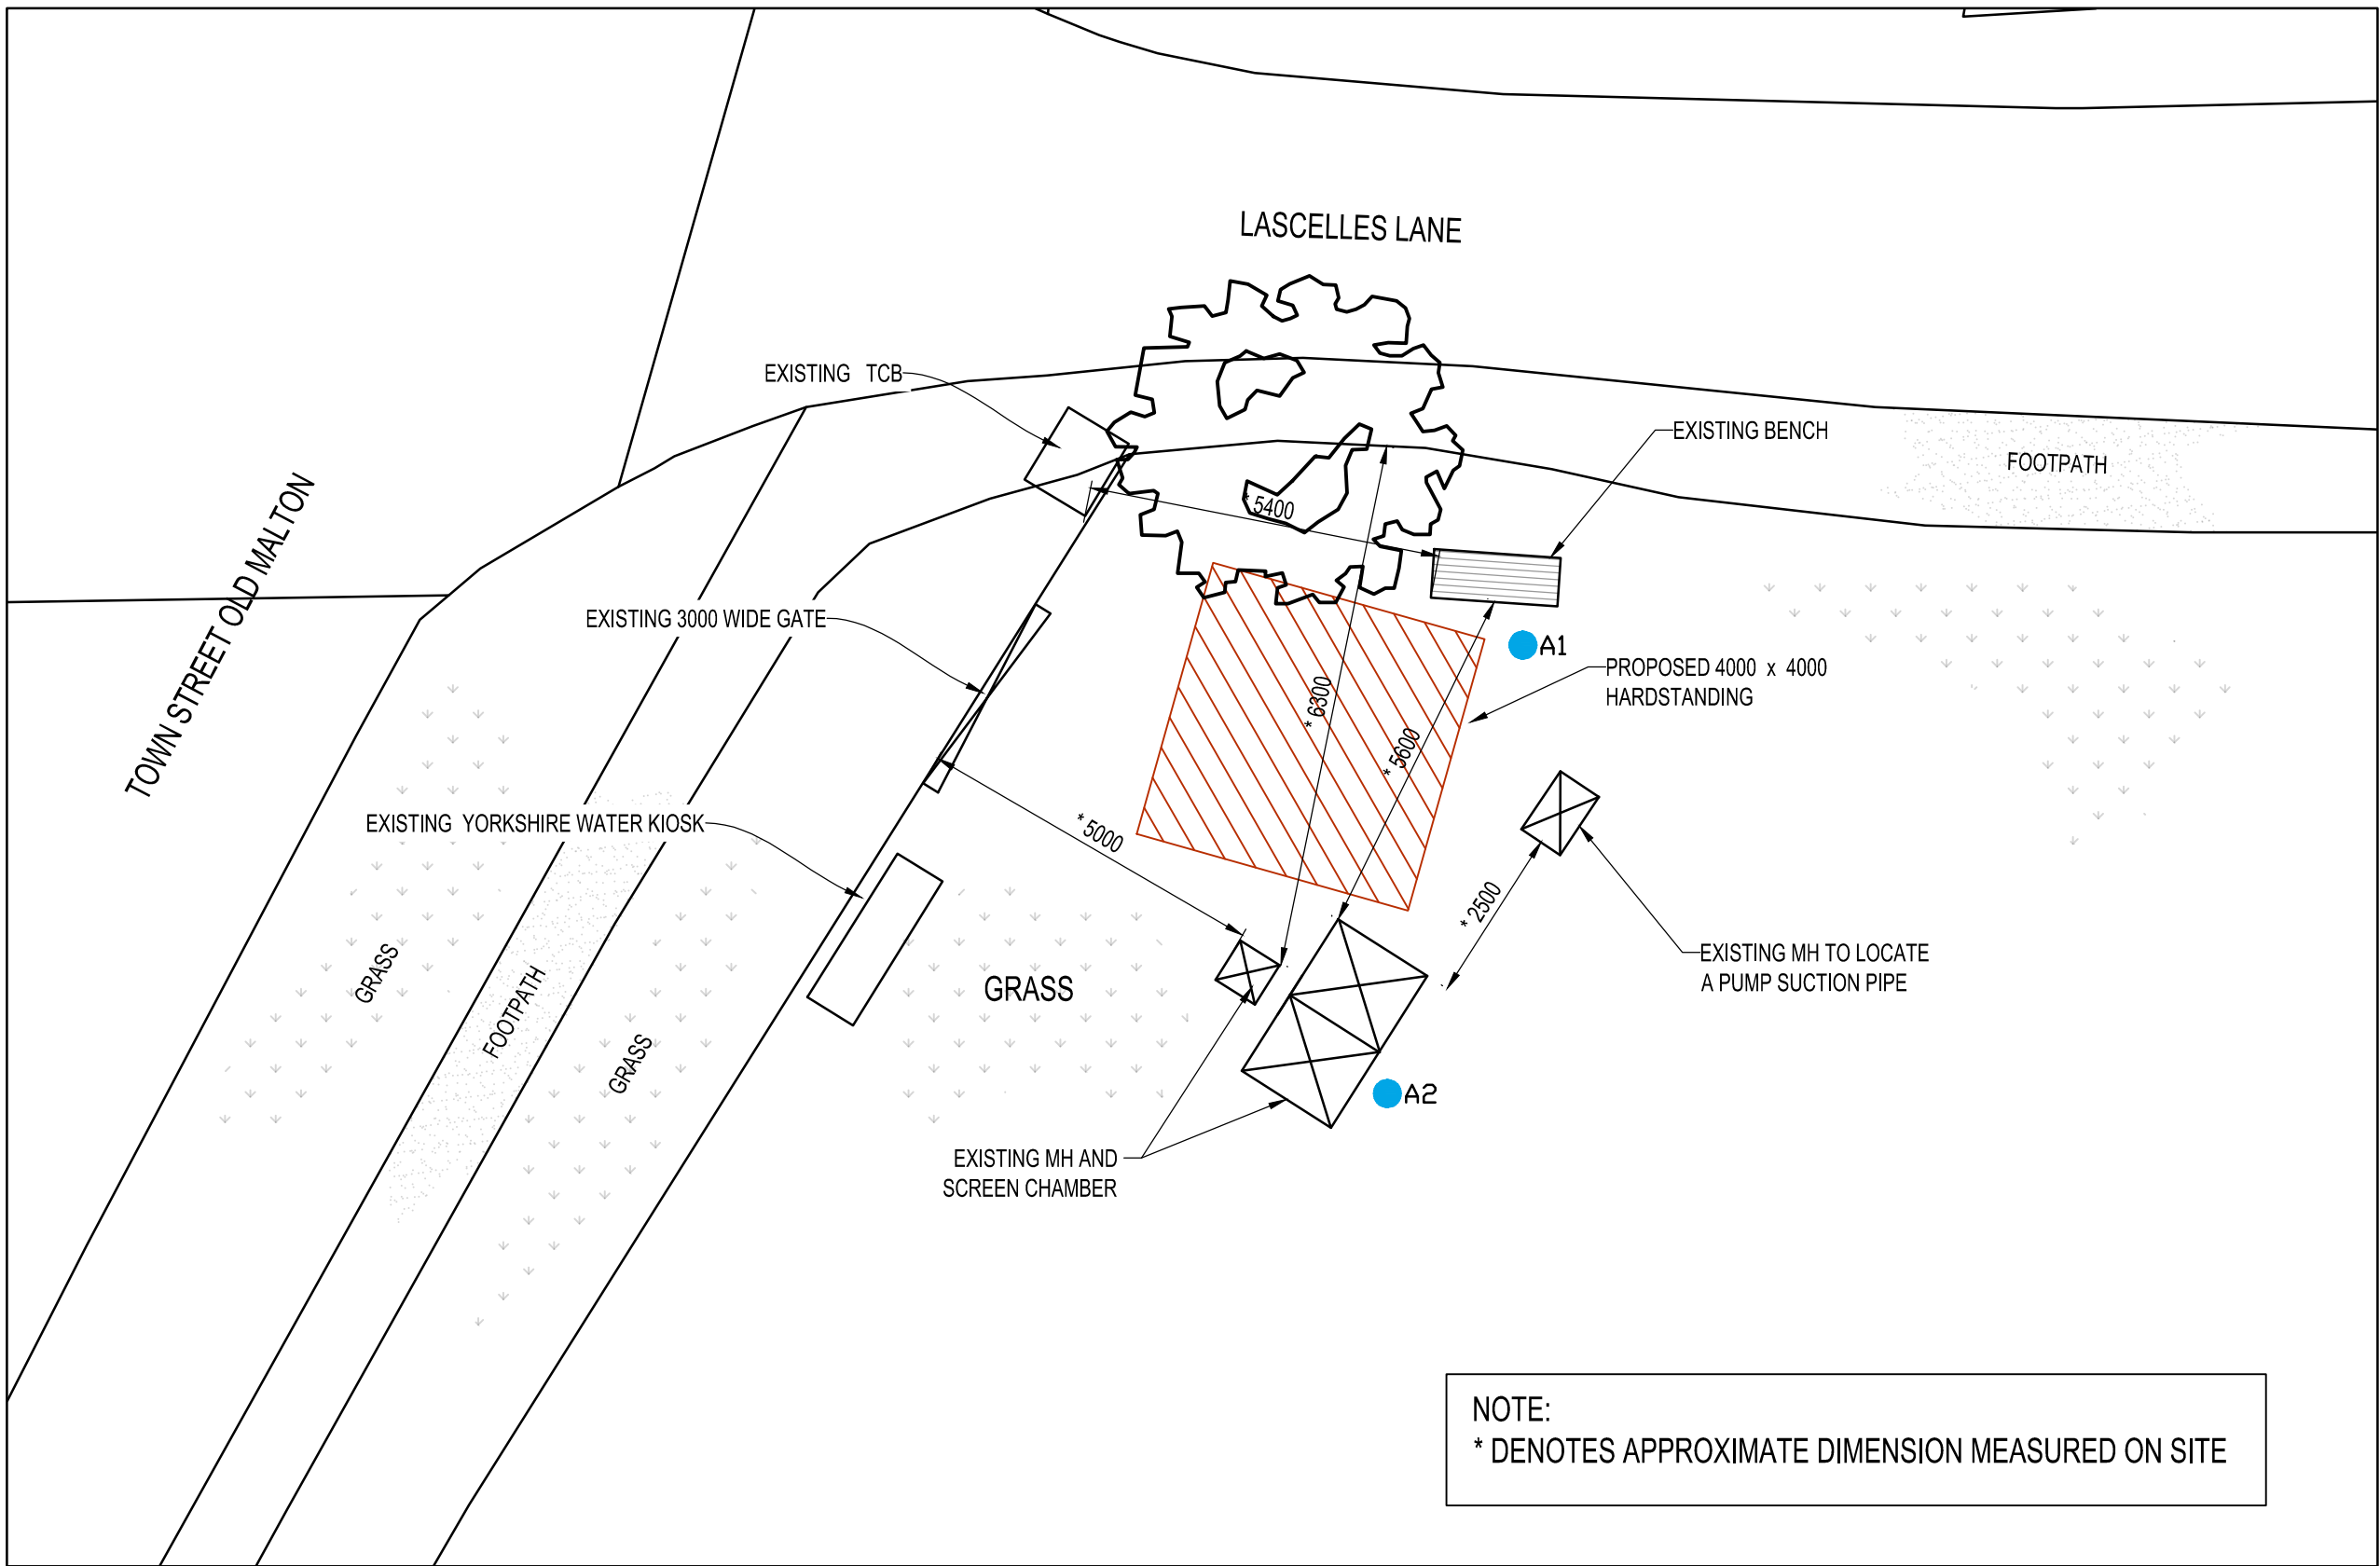 LASCELLES LANE
EXISTING TCB
EXISTING BENCH
FOOTPATH
* 5400
TOWN STREET OLD MALTON
EXISTING 3000 WIDE GATE
A1
PROPOSED 4000 x 4000
HARDSTANDING
* 6300
* 5600
EXISTING YORKSHIRE WATER KIOSK
* 5000
* 2500
EXISTING MH TO LOCATE
A PUMP SUCTION PIPE
GRASS
GRASS
FOOTPATH
GRASS
A2
EXISTING MH AND
SCREEN CHAMBER
NOTE:
* DENOTES APPROXIMATE DIMENSION MEASURED ON SITE